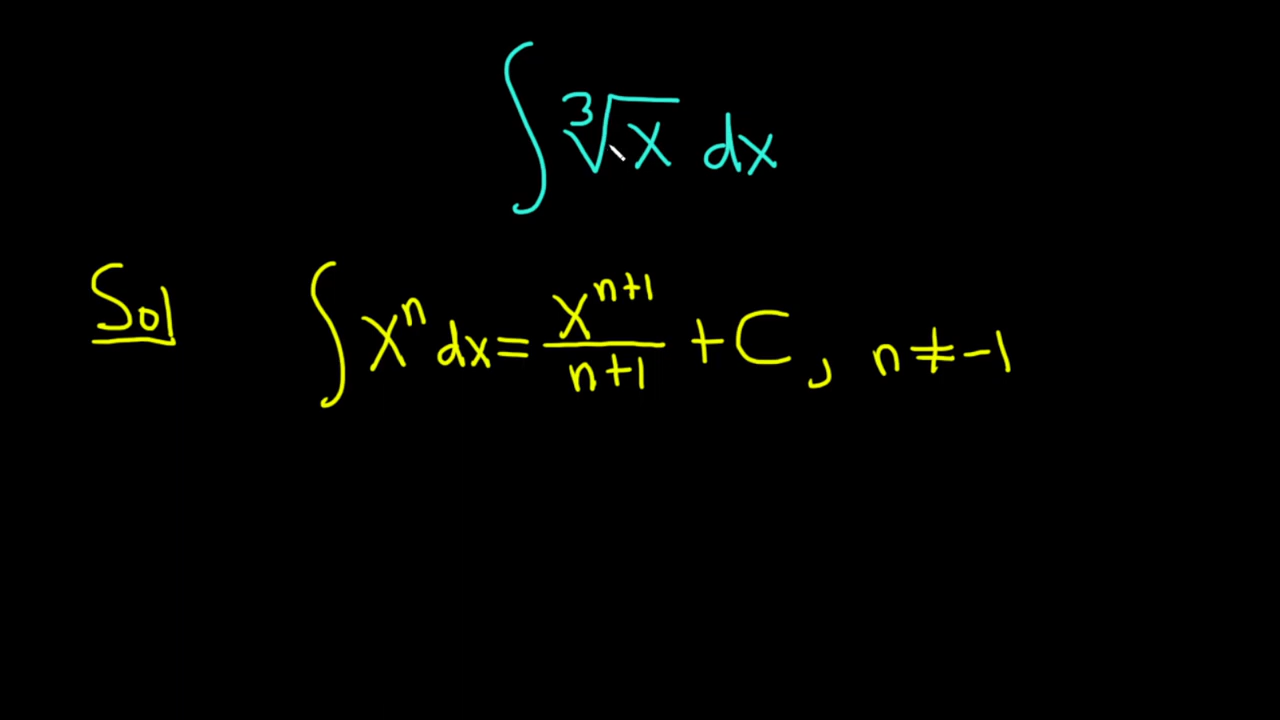 ∫ ∛x dx
Sol ∫ xⁿ dx = xⁿ⁺¹/n+1 + C, n ≠ -1